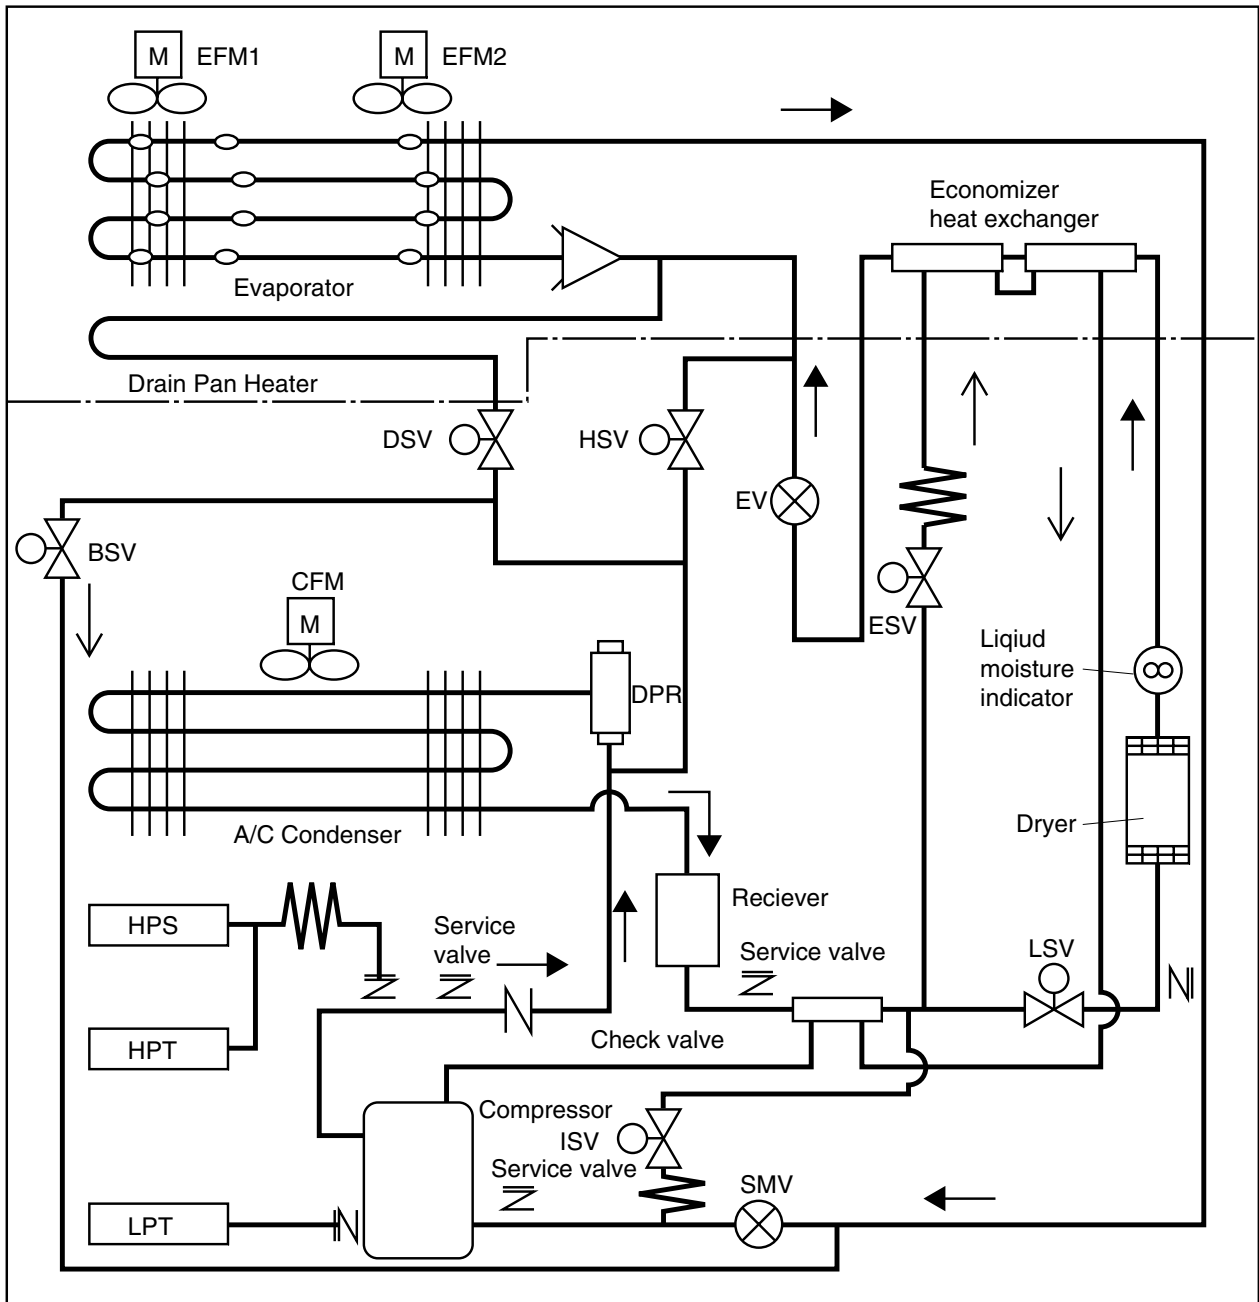 M EFM1
M EFM2
Economizer
heat exchanger
Evaporator
Drain Pan Heater
DSV
HSV
EV
BSV
CFM
M
ESV
Liqiud
moisture
indicator
DPR
A/C Condenser
Dryer
HPS
Service
valve
Reciever
Service valve
LSV
HPT
Check valve
Compressor
ISV
Service valve
SMV
LPT